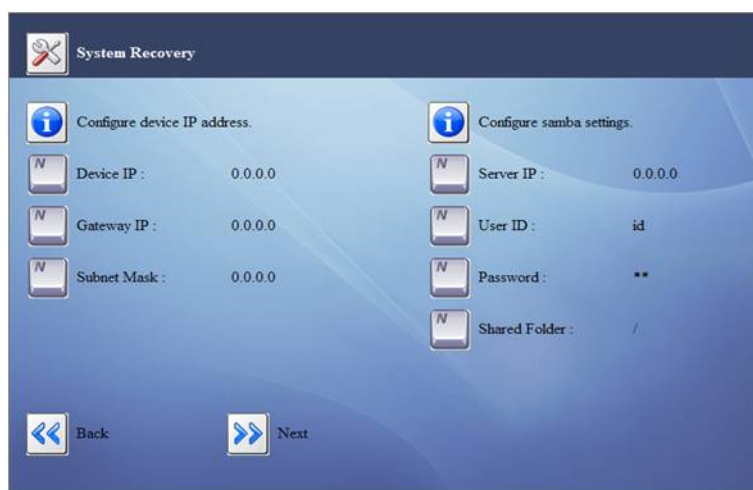 System Recovery
Configure device IP address.
N Device IP : 0.0.0.0
N Gateway IP : 0.0.0.0
N Subnet Mask : 0.0.0.0
Configure samba settings.
N Server IP : 0.0.0.0
N User ID : id
N Password : **
N Shared Folder : /
Back
Next